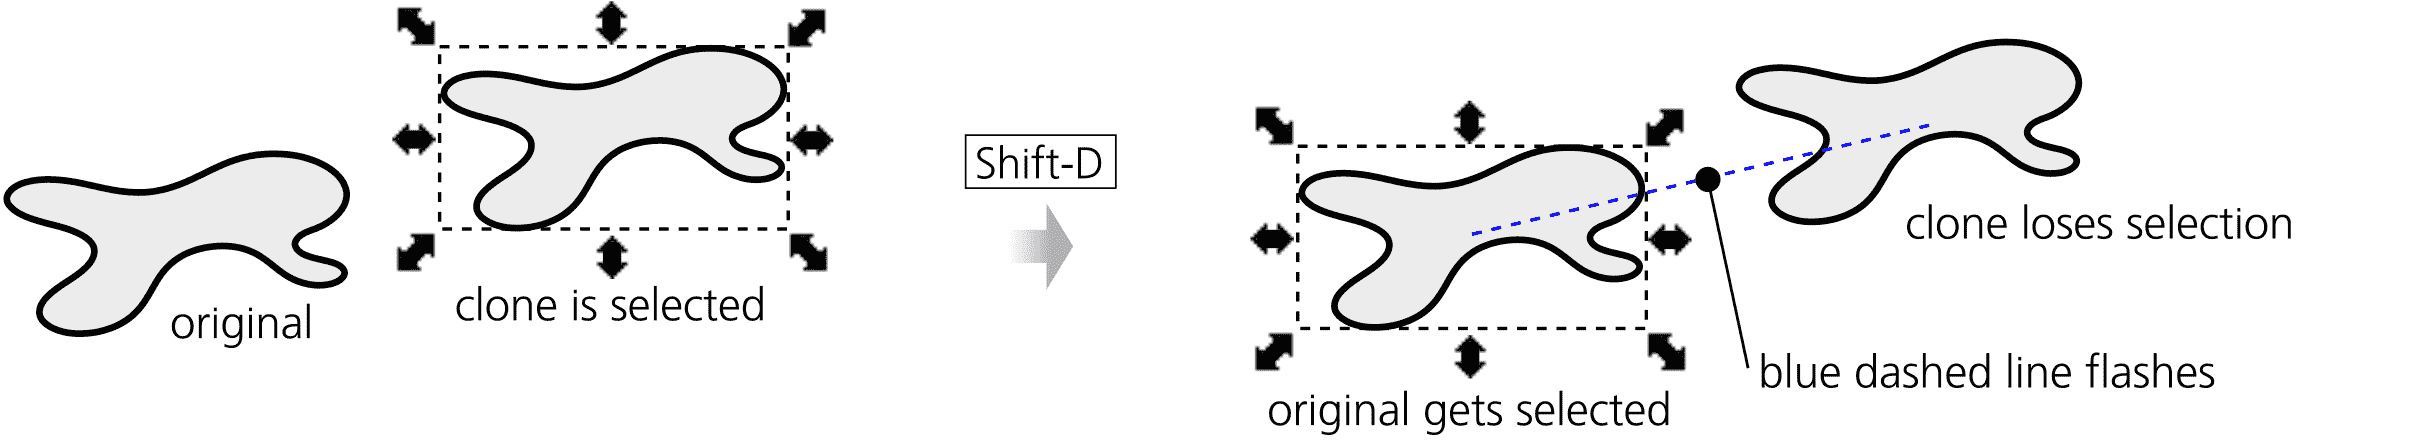 original
clone is selected
Shift-D
original gets selected
clone loses selection
blue dashed line flashes